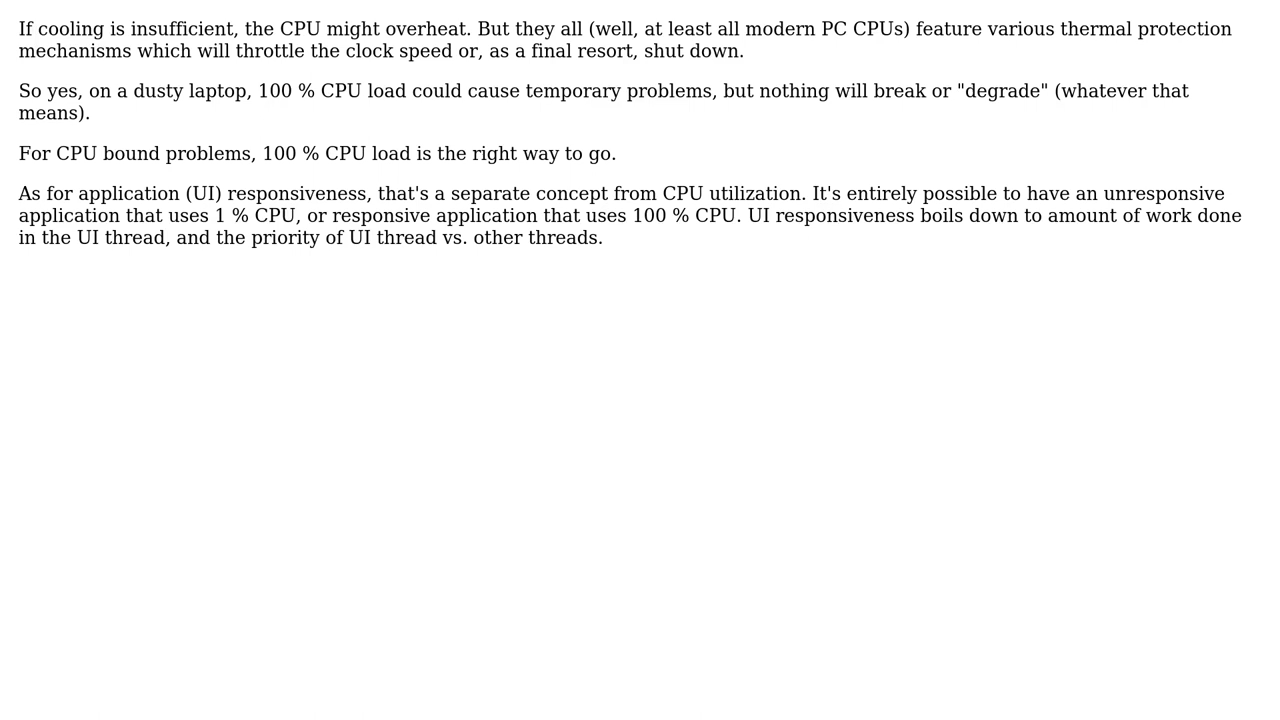 If cooling is insufficient, the CPU might overheat. But they all (well, at least all modern PC CPUs) feature various thermal protection
mechanisms which will throttle the clock speed or, as a final resort, shut down.
So yes, on a dusty laptop, 100 % CPU load could cause temporary problems, but nothing will break or "degrade" (whatever that
means).
For CPU bound problems, 100 % CPU load is the right way to go.
As for application (UI) responsiveness, that's a separate concept from CPU utilization. It's entirely possible to have an unresponsive
application that uses 1 % CPU, or responsive application that uses 100 % CPU. UI responsiveness boils down to amount of work done
in the UI thread, and the priority of UI thread vs. other threads.